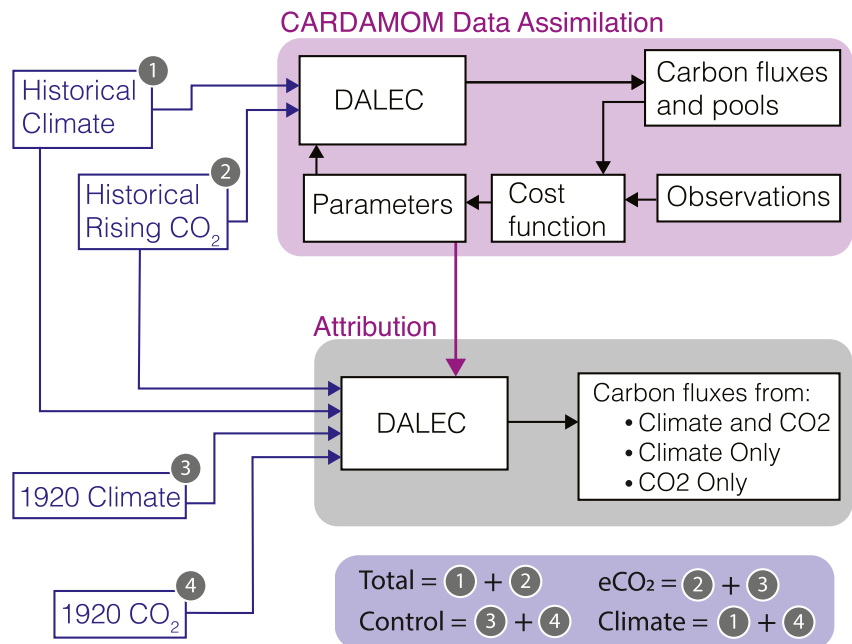 CARDAMOM Data Assimilation
1
Historical
Climate
DALEC
Carbon fluxes
and pools
2
Historical
Rising CO₂
Parameters
Cost
function
Observations
Attribution
DALEC
Carbon fluxes from:
• Climate and CO2
• Climate Only
• CO2 Only
3
1920 Climate
4
1920 CO₂
Total = 1 + 2
eCO₂ = 2 + 3
Control = 3 + 4
Climate = 1 + 4